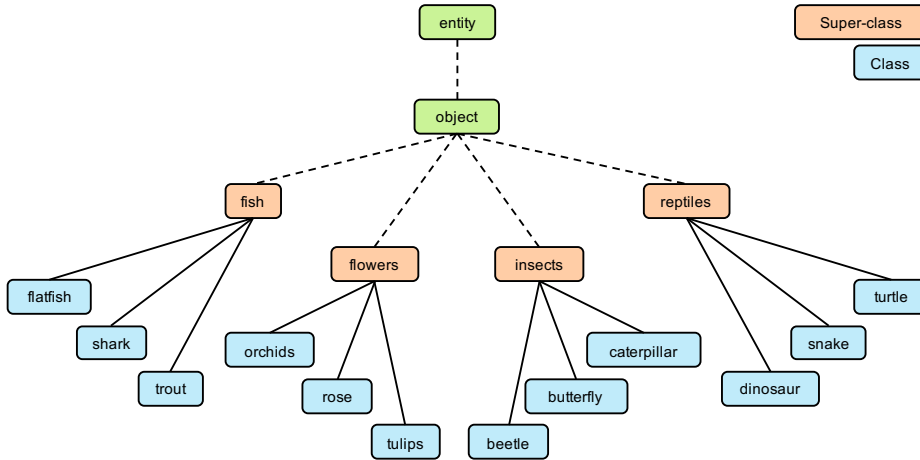 entity
Super-class
Class
object
fish
reptiles
flowers
insects
flatfish
turtle
shark
orchids
caterpillar
snake
trout
rose
butterfly
dinosaur
tulips
beetle